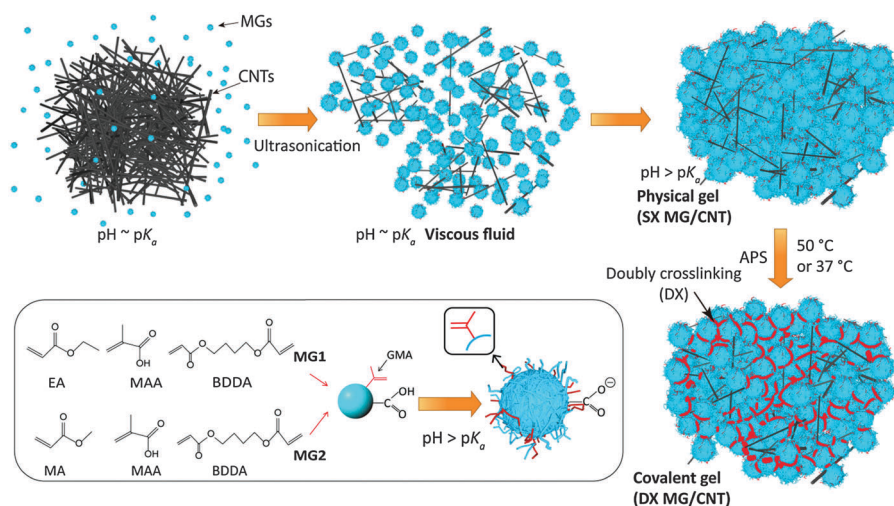 MGs
CNTs
Ultrasonication
pH ~ pKa
pH ~ pKa Viscous fluid
pH > pKa
Physical gel
(SX MG/CNT)
APS
50 °C
or 37 °C
Doubly crosslinking
(DX)
O
O
EA
O
OH
MAA
O
O
O
O
BDDA
MG1
GMA
C
OH
O
pH > pKa
C
O
⊖
O
O
O
MA
O
OH
MAA
O
O
O
O
BDDA
MG2
Covalent gel
(DX MG/CNT)